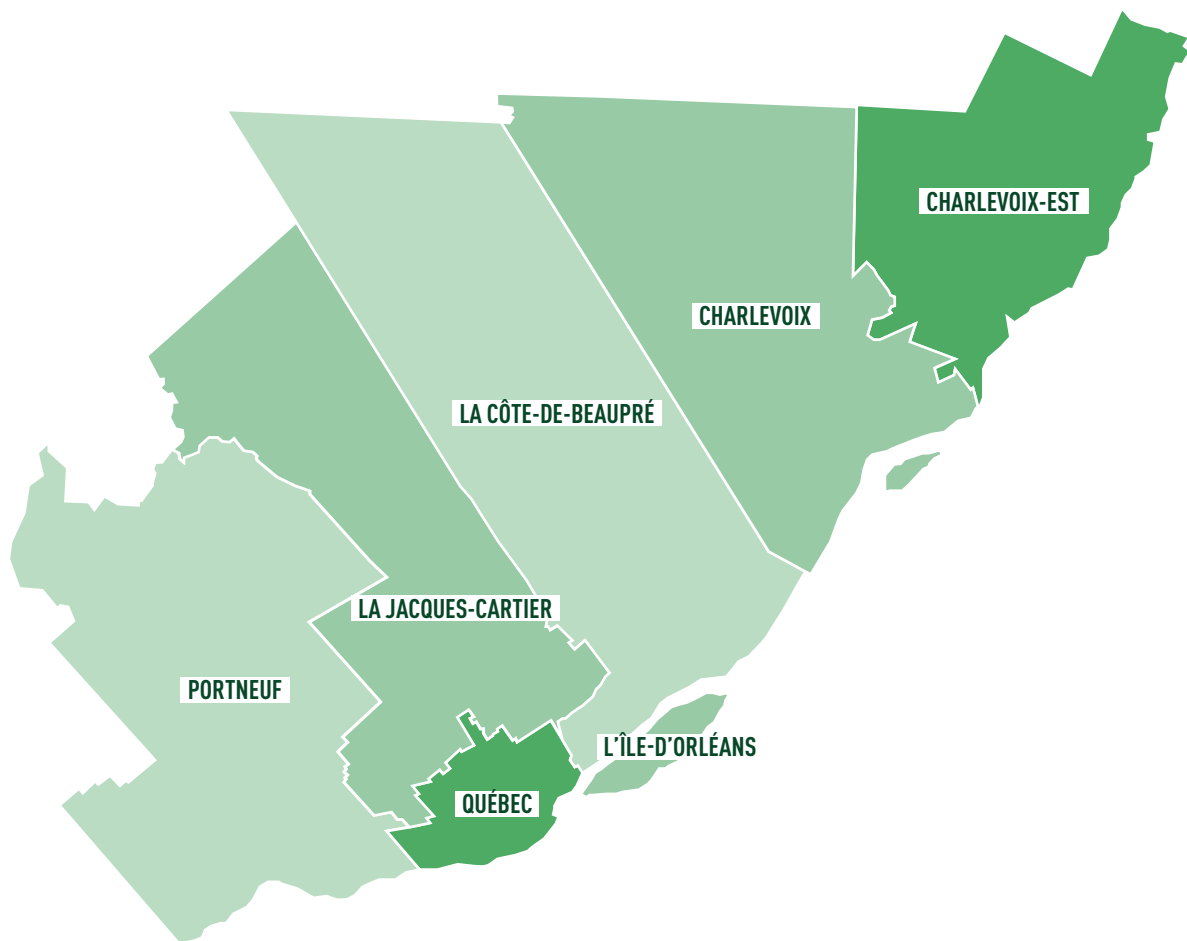 CHARLEVOIX-EST
CHARLEVOIX
LA CÔTE-DE-BEAUPRÉ
LA JACQUES-CARTIER
PORTNEUF
L'ÎLE-D'ORLÉANS
QUÉBEC